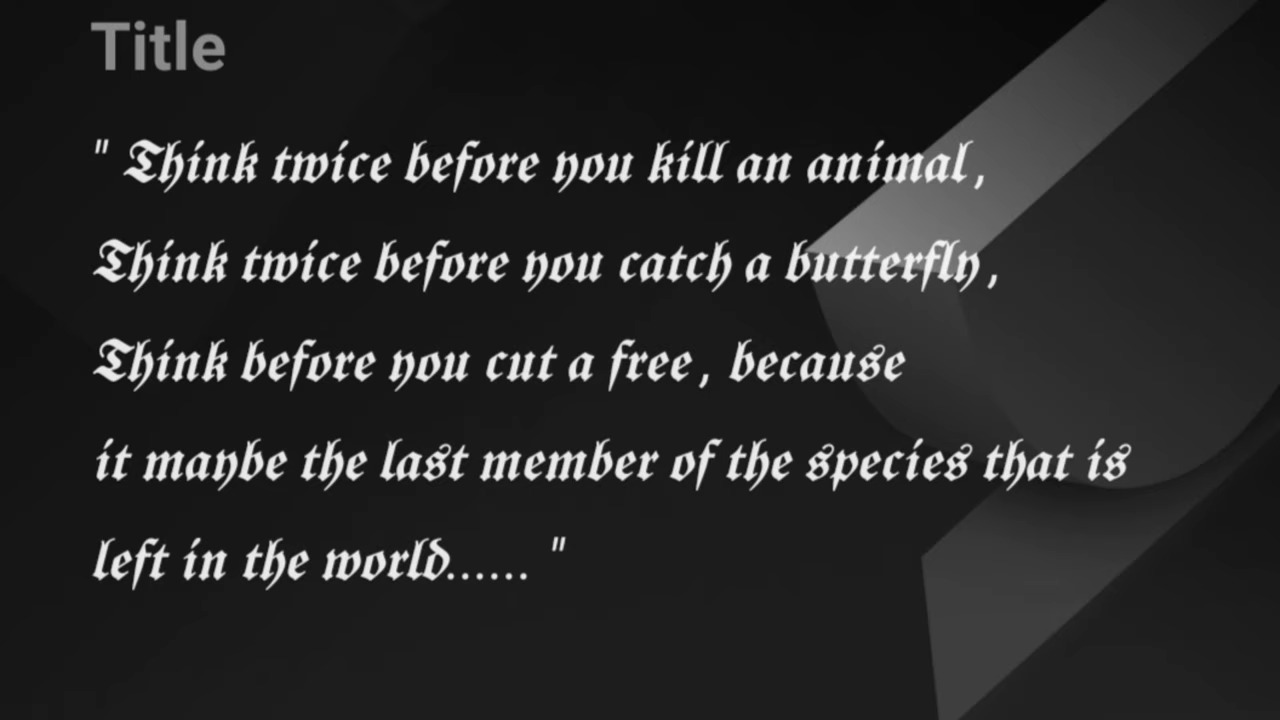 Title
" Think twice before you kill an animal,
Think twice before you catch a butterfly,
Think before you cut a free, because
it maybe the last member of the species that is
left in the world...... "